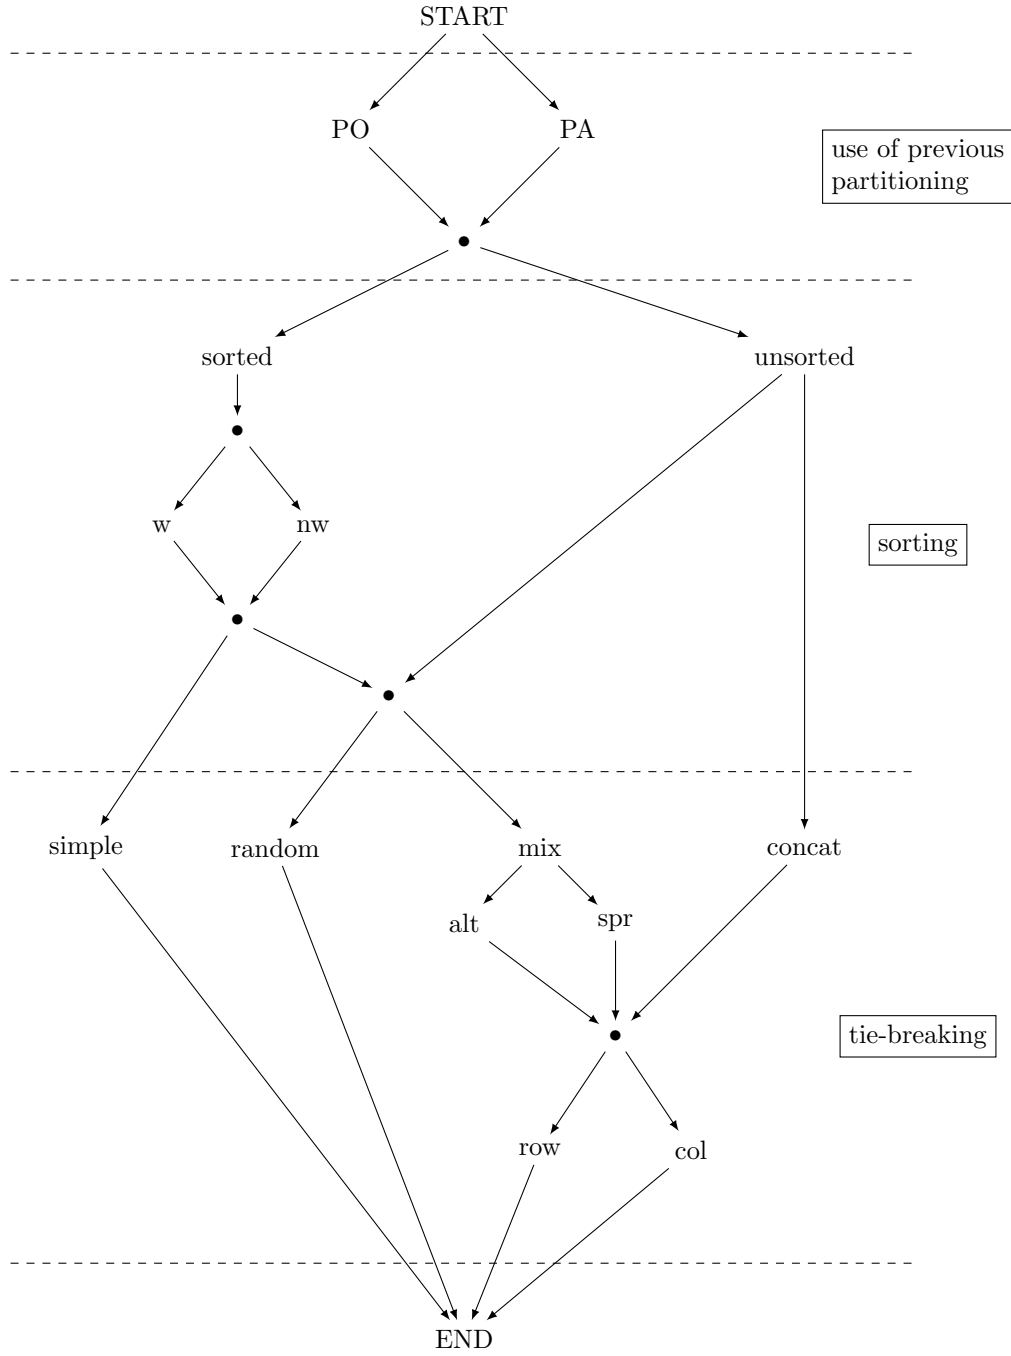 START
PO
PA
use of previous
partitioning
sorted
unsorted
w
nw
sorting
simple
random
mix
concat
alt
spr
tie-breaking
row
col
END